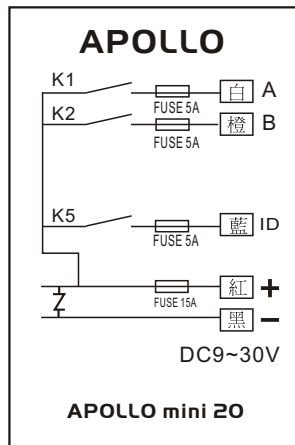 APOLLO
K1 白 A
FUSE 5A
K2 橙 B
FUSE 5A
K5 藍 ID
FUSE 5A
紅 +
FUSE 15A
黑 −
DC9~30V
APOLLO mini 20